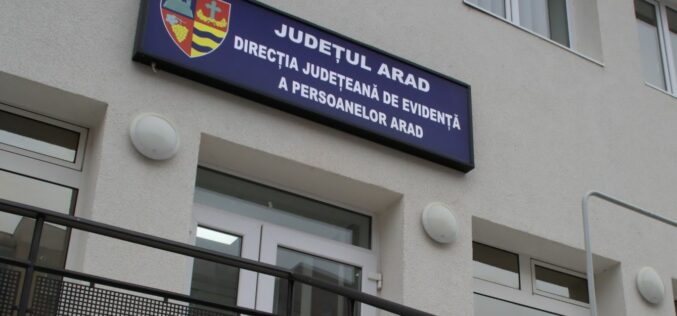 JUDEȚUL ARAD
DIRECȚIA JUDEȚEANĂ DE EVIDENȚĂ
A PERSOANELOR ARAD